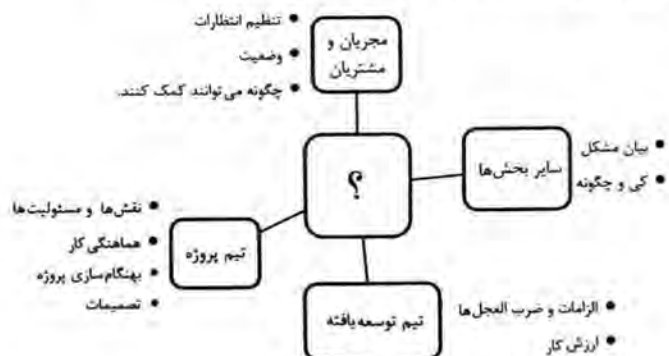 تنظیم انتظارات
وضعیت
چگونه می‌توانند کمک کنند.
مجریان و
مشتریان
؟
سایر بخش‌ها
بیان مشکل
کی و چگونه
نقش‌ها و مسئولیت‌ها
هماهنگی کار
بهنگام‌سازی پروژه
تصمیمات
تیم پروژه
تیم توسعه‌یافته
الزامات و ضرب العجل‌ها
ارزش کار